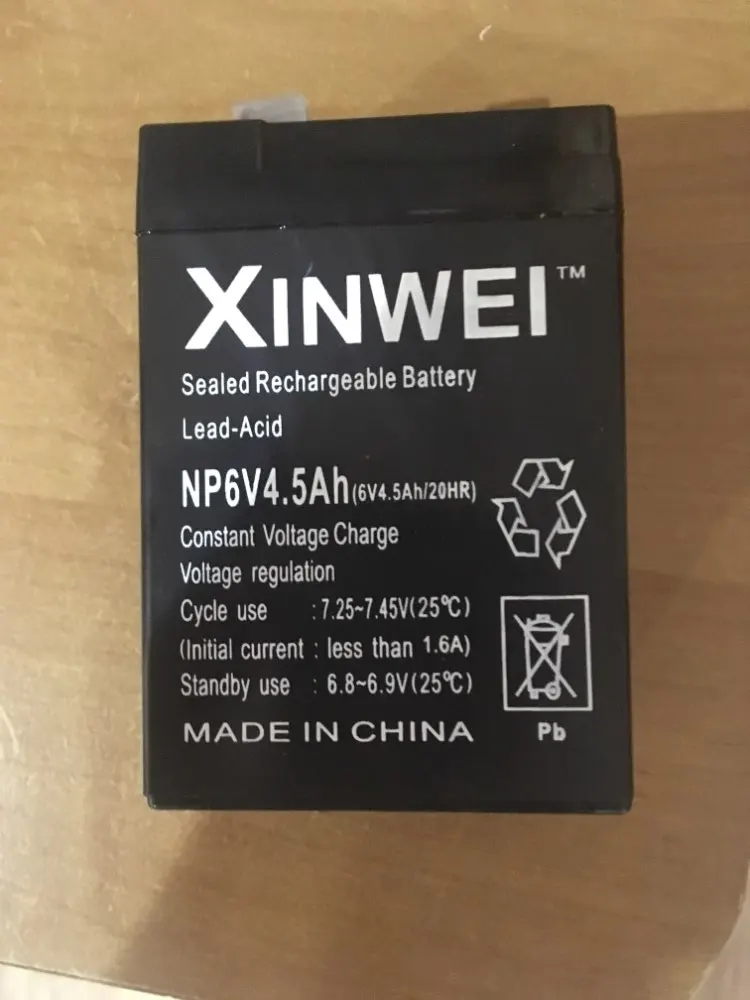 XINWEI™
Sealed Rechargeable Battery
Lead-Acid
NP6V4.5Ah(6V4.5Ah/20HR)
Constant Voltage Charge
Voltage regulation
Cycle use :7.25~7.45V(25℃)
(Initial current : less than 1.6A)
Standby use : 6.8~6.9V(25℃)
MADE IN CHINA
Pb